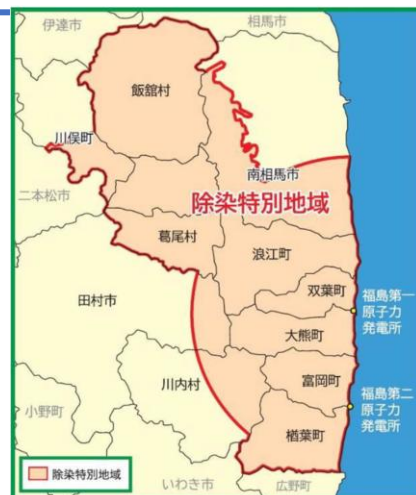 伊達市
相馬市
飯舘村
川俣町
南相馬市
二本松市
除染特別地域
葛尾村
浪江町
田村市
双葉町
福島第一
原子力
発電所
大熊町
川内村
富岡町
福島第二
原子力
発電所
小野町
楢葉町
除染特別地域
いわき市
広野町